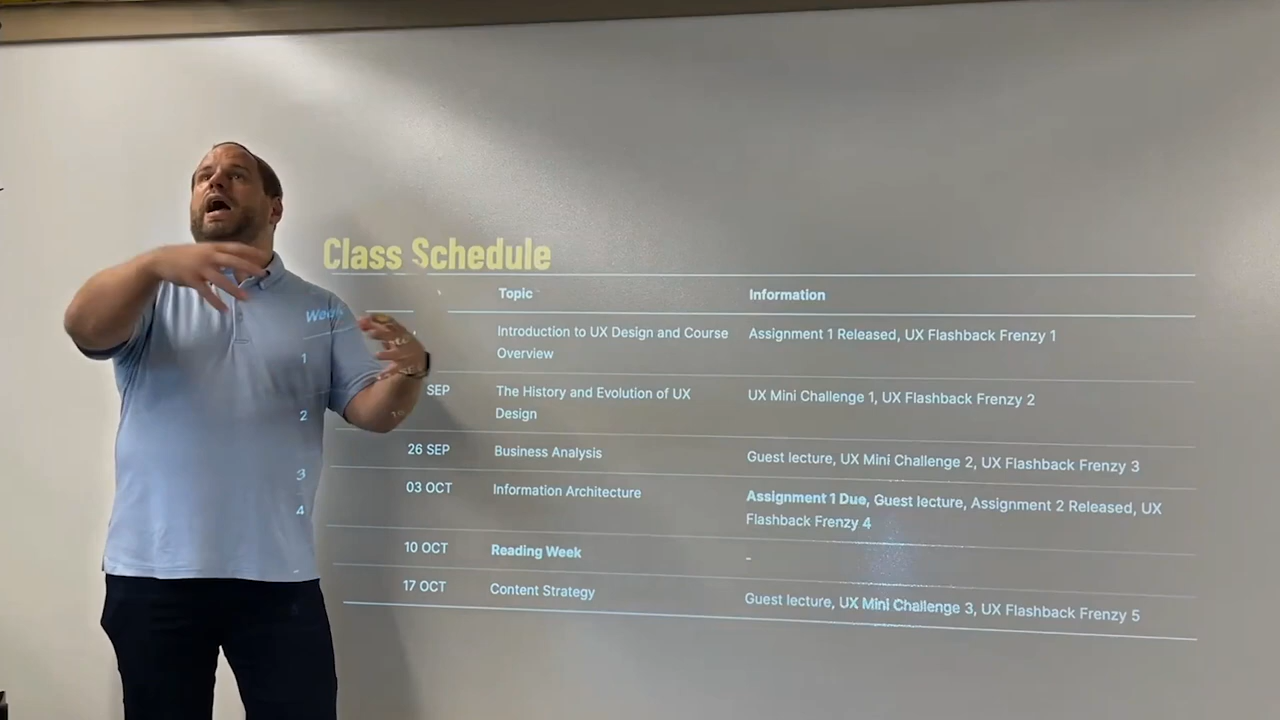 Class Schedule
Week Topic Information
1 Introduction to UX Design and Course Assignment 1 Released, UX Flashback Frenzy 1
Overview
2 SEP The History and Evolution of UX UX Mini Challenge 1, UX Flashback Frenzy 2
Design
3 26 SEP Business Analysis Guest lecture, UX Mini Challenge 2, UX Flashback Frenzy 3
4 03 OCT Information Architecture Assignment 1 Due, Guest lecture, Assignment 2 Released, UX
Flashback Frenzy 4
- 10 OCT Reading Week -
17 OCT Content Strategy Guest lecture, UX Mini Challenge 3, UX Flashback Frenzy 5